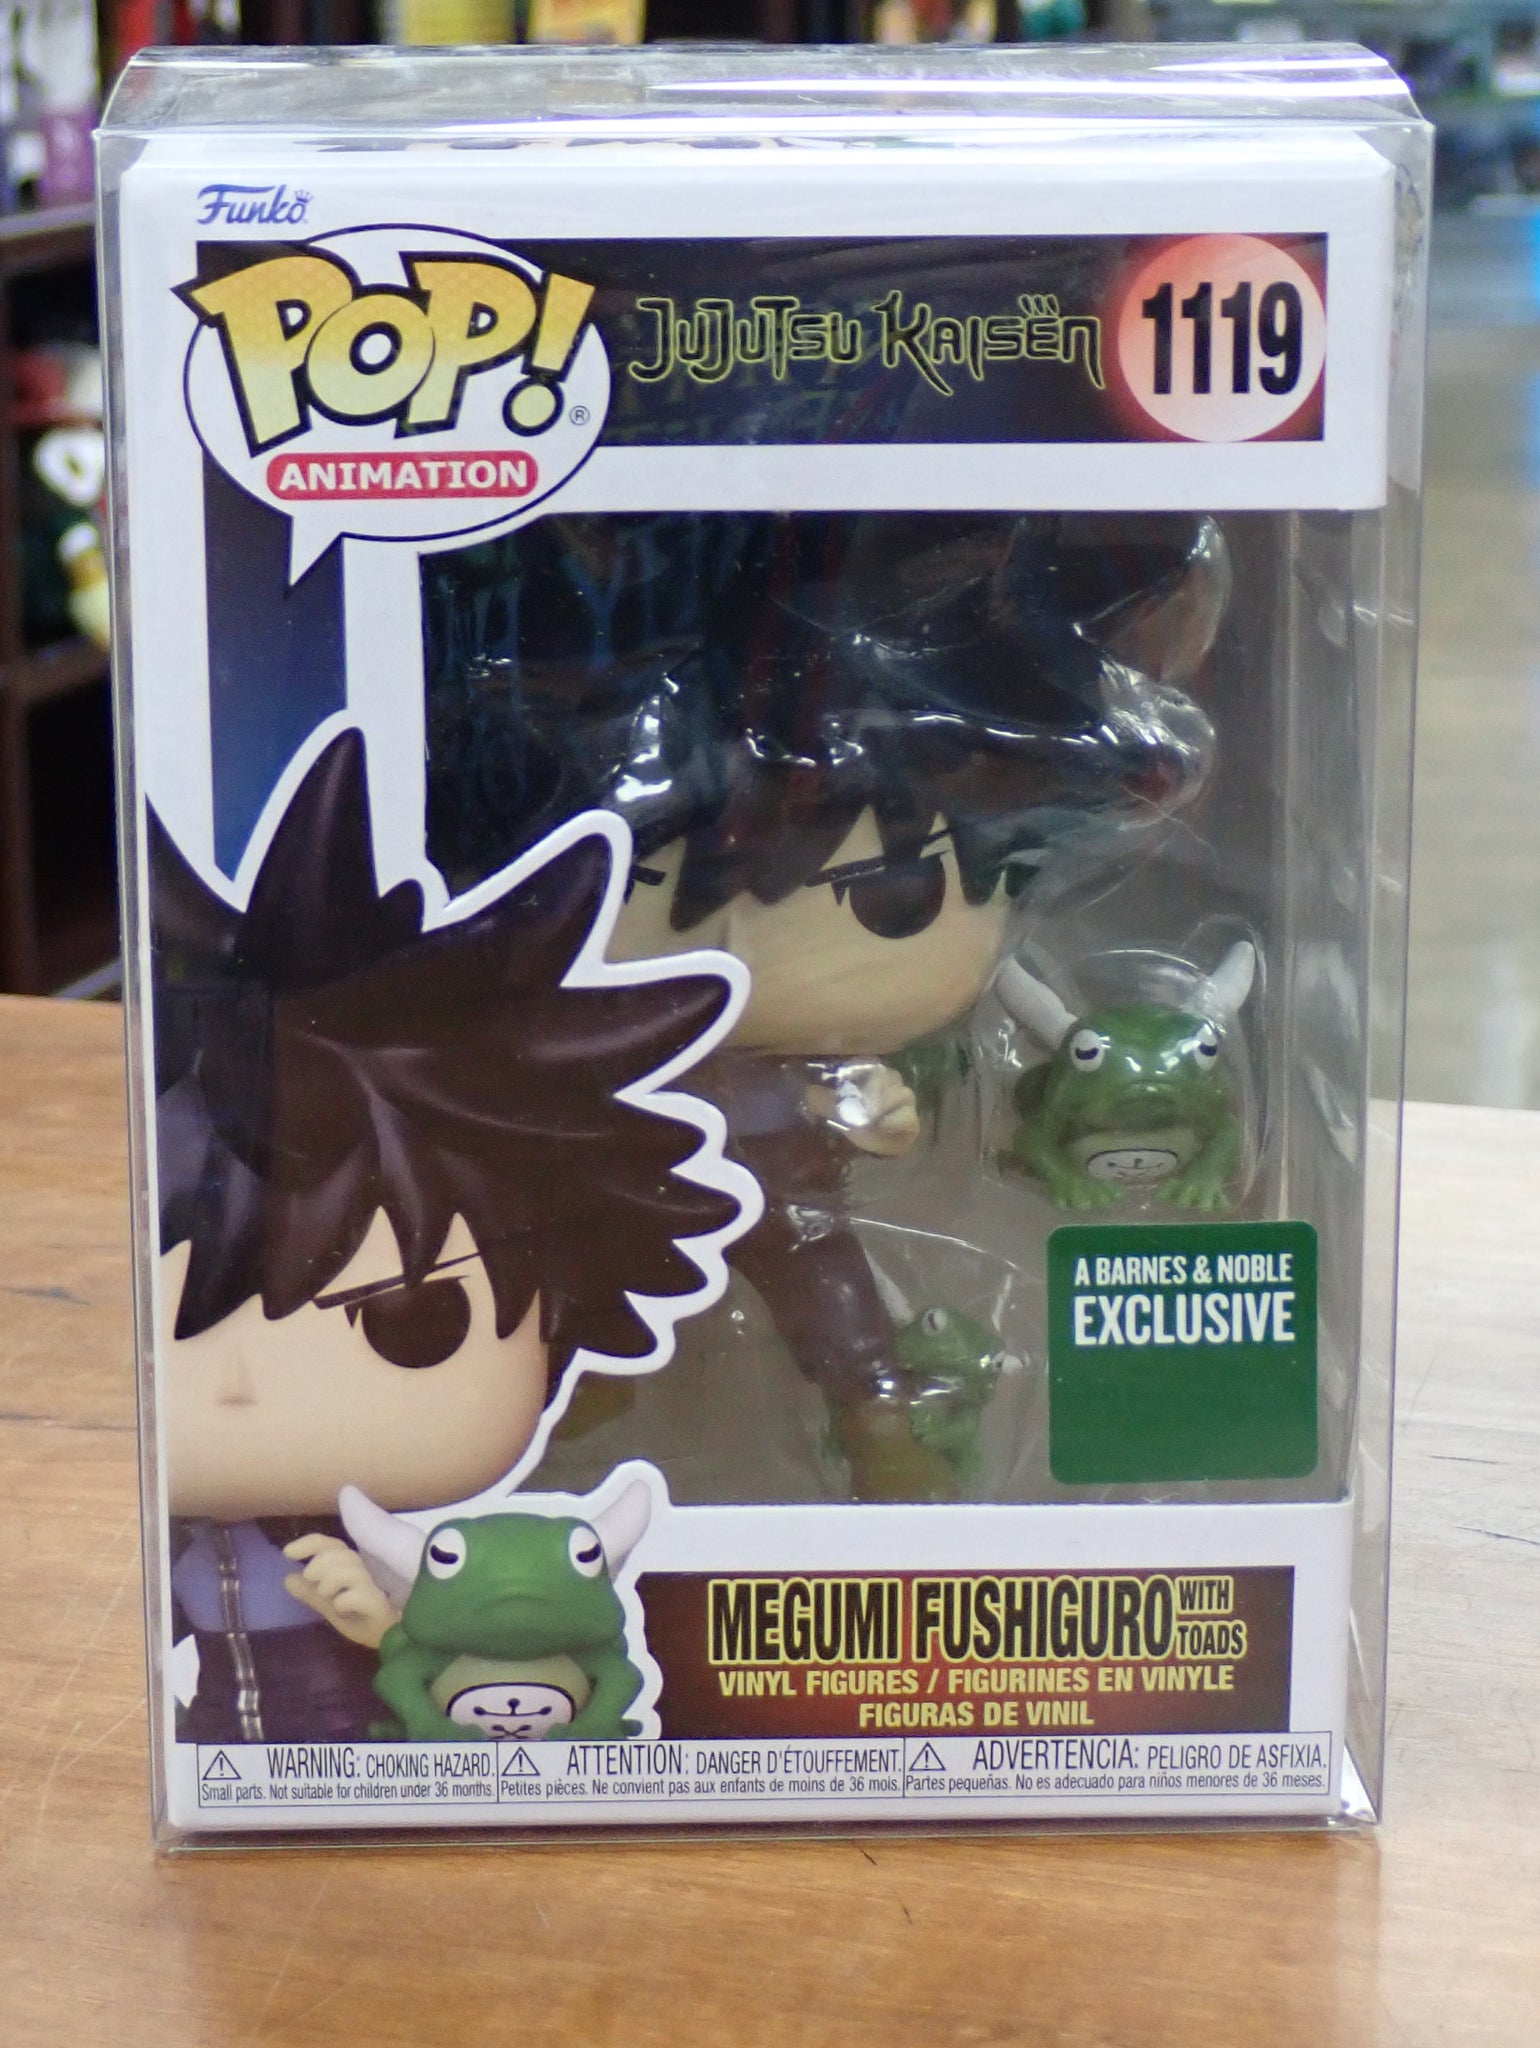 Funko
POP!®
ANIMATION
JUJUTSU KAISEN
1119
A BARNES & NOBLE
EXCLUSIVE
MEGUMI FUSHIGURO WITH TOADS
VINYL FIGURES / FIGURINES EN VINYLE
FIGURAS DE VINIL
⚠ WARNING: CHOKING HAZARD.
Small parts. Not suitable for children under 36 months.
⚠ ATTENTION: DANGER D'ÉTOUFFEMENT.
Petites pièces. Ne convient pas aux enfants de moins de 36 mois.
⚠ ADVERTENCIA: PELIGRO DE ASFIXIA.
Partes pequeñas. No es adecuado para niños menores de 36 meses.